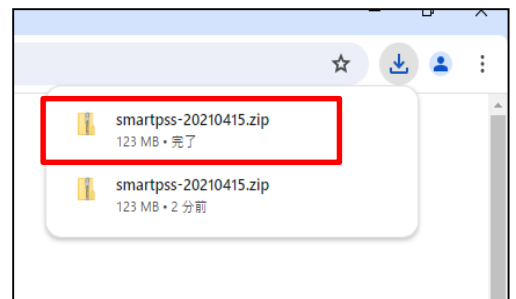 smartpss-20210415.zip
123 MB • 完了
smartpss-20210415.zip
123 MB • 2 分前